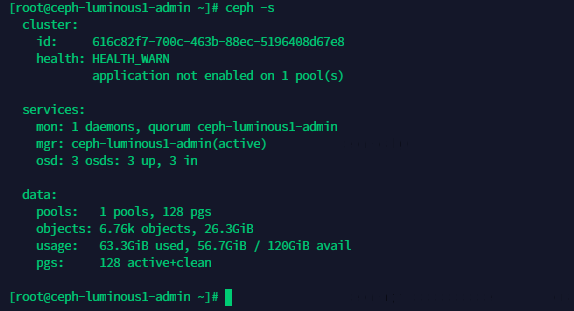 [root@ceph-luminous1-admin ~]# ceph -s
  cluster:
    id:     616c82f7-700c-463b-88ec-5196408d67e8
    health: HEALTH_WARN
            application not enabled on 1 pool(s)

  services:
    mon: 1 daemons, quorum ceph-luminous1-admin
    mgr: ceph-luminous1-admin(active)
    osd: 3 osds: 3 up, 3 in

  data:
    pools:   1 pools, 128 pgs
    objects: 6.76k objects, 26.3GiB
    usage:   63.3GiB used, 56.7GiB / 120GiB avail
    pgs:     128 active+clean

[root@ceph-luminous1-admin ~]#